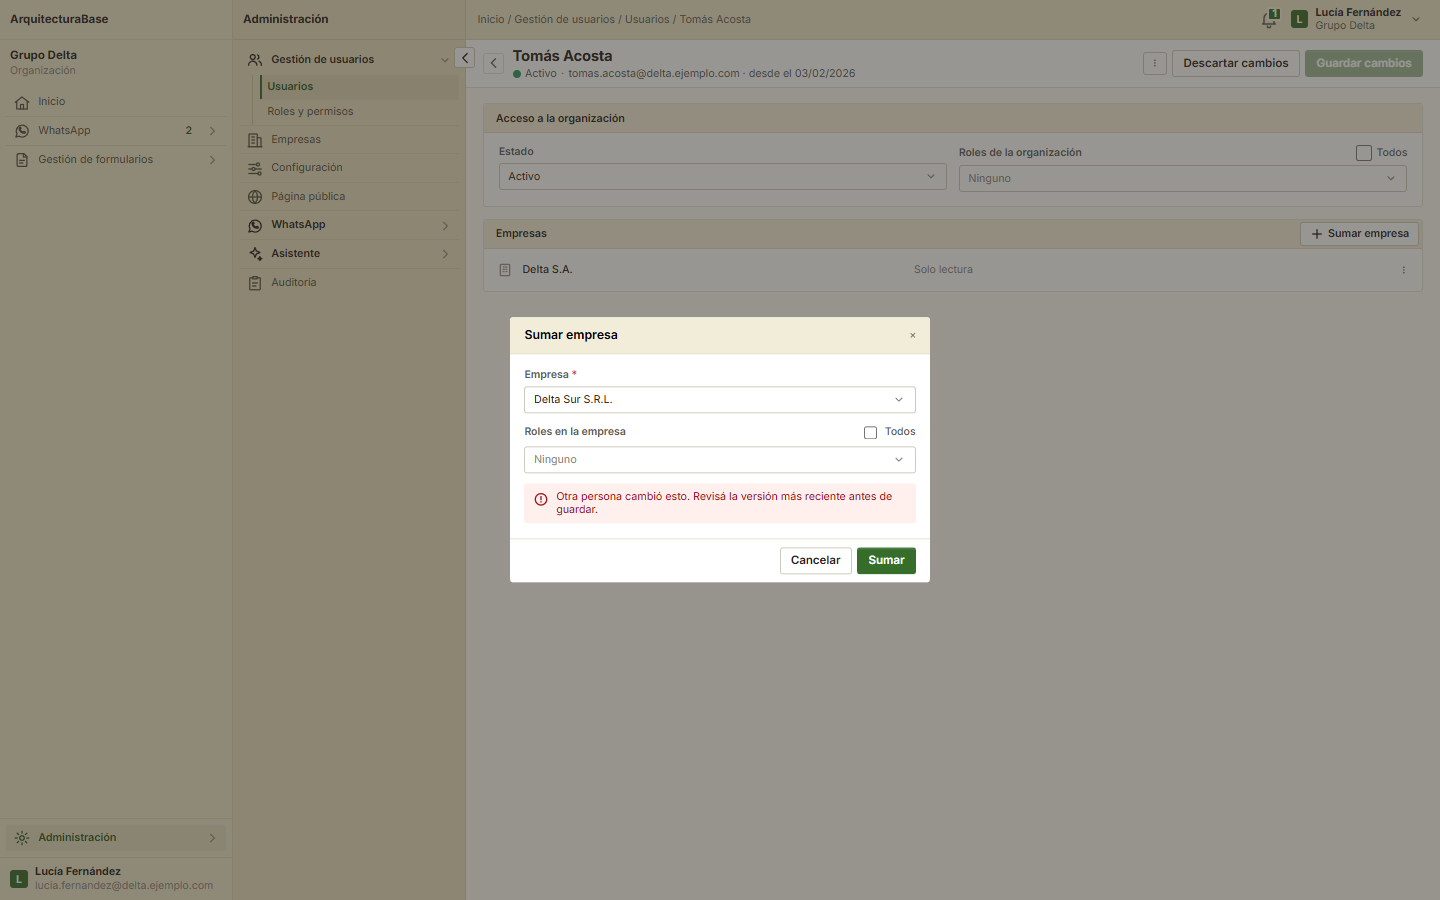 ArquitecturaBase
Grupo Delta
Organización
Inicio
WhatsApp 2
Gestión de formularios
Administración
L Lucía Fernández
lucia.fernandez@delta.ejemplo.com
Administración
Gestión de usuarios
Usuarios
Roles y permisos
Empresas
Configuración
Página pública
WhatsApp
Asistente
Auditoría
Inicio / Gestión de usuarios / Usuarios / Tomás Acosta
1
L Lucía Fernández
Grupo Delta
Tomás Acosta
Activo · tomas.acosta@delta.ejemplo.com · desde el 03/02/2026
Descartar cambios
Guardar cambios
Acceso a la organización
Estado
Activo
Roles de la organización
Todos
Ninguno
Empresas
Sumar empresa
Delta S.A.
Solo lectura
Sumar empresa
Empresa *
Delta Sur S.R.L.
Roles en la empresa
Todos
Ninguno
Otra persona cambió esto. Revisá la versión más reciente antes de
guardar.
Cancelar
Sumar